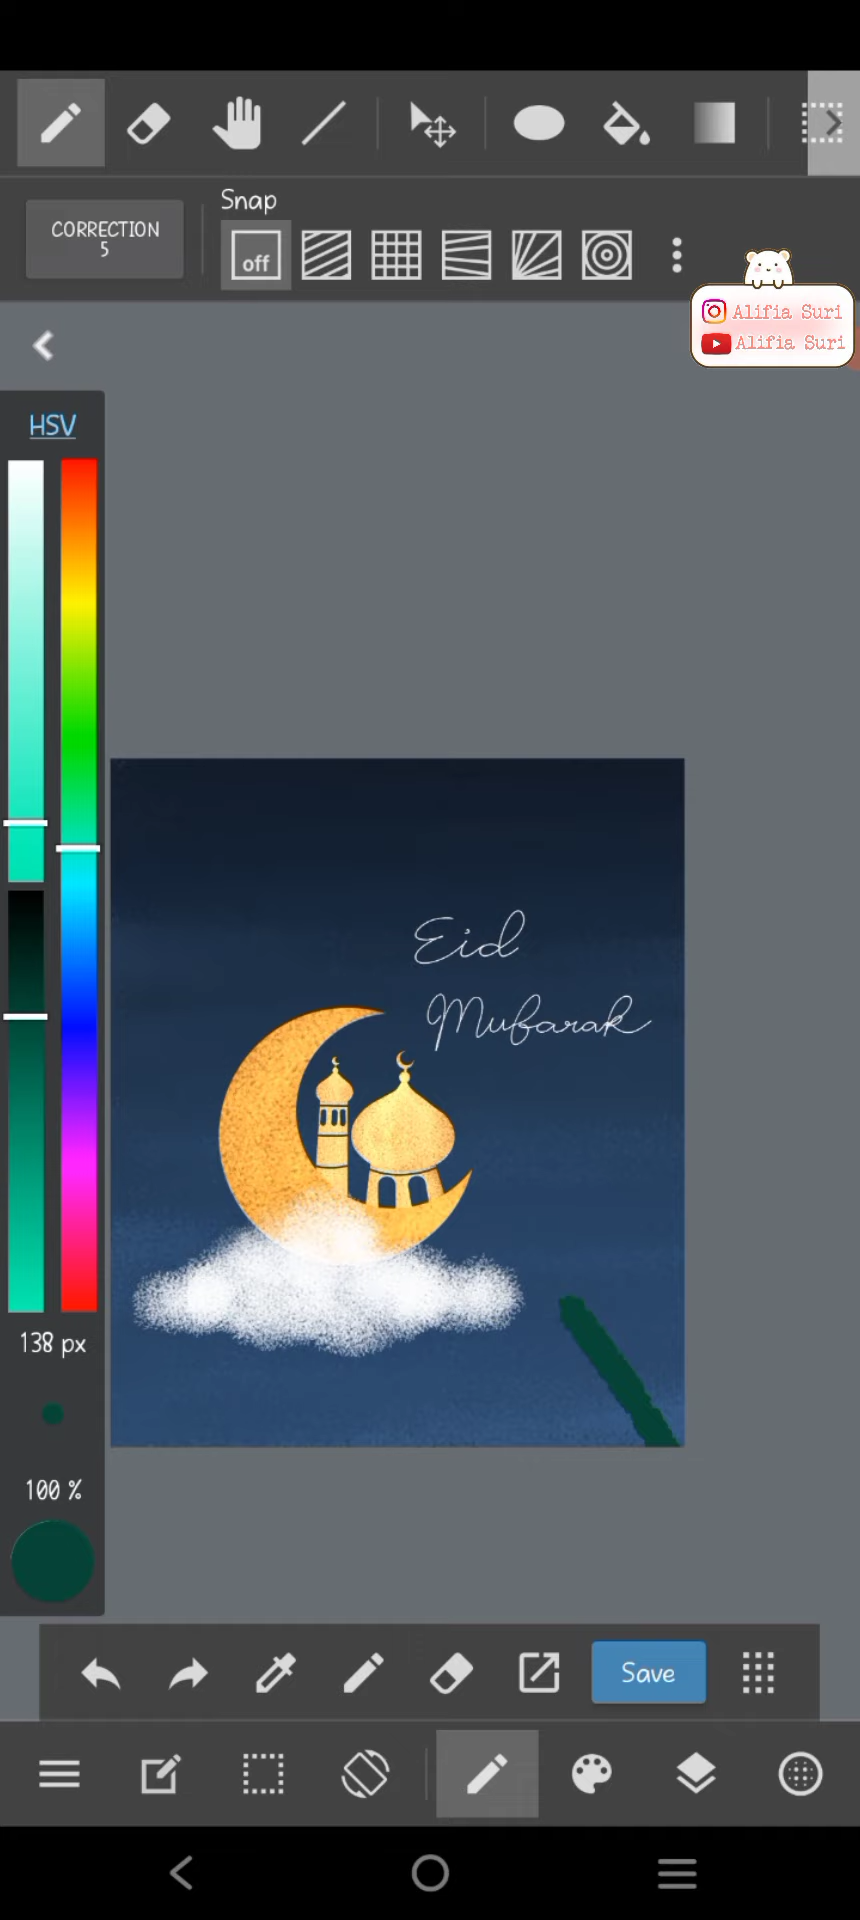 CORRECTION
5
Snap
off
Alifia Suri
Alifia Suri
HSV
Eid
Mubarak
138 px
100 %
Save